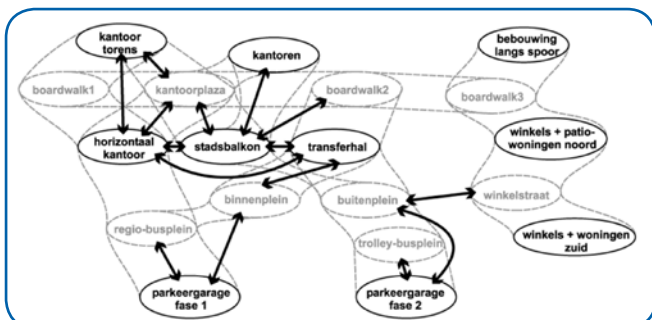 kantoor
torens
kantoren
bebouwing
langs spoor
boardwalk1
kantoorplaza
boardwalk2
boardwalk3
horizontaal
kantoor
stadsbalkon
transferhal
winkels + patio-
woningen noord
binnenplein
buitenplein
winkelstraat
regio-busplein
trolley-busplein
winkels + woningen
zuid
parkeergarage
fase 1
parkeergarage
fase 2